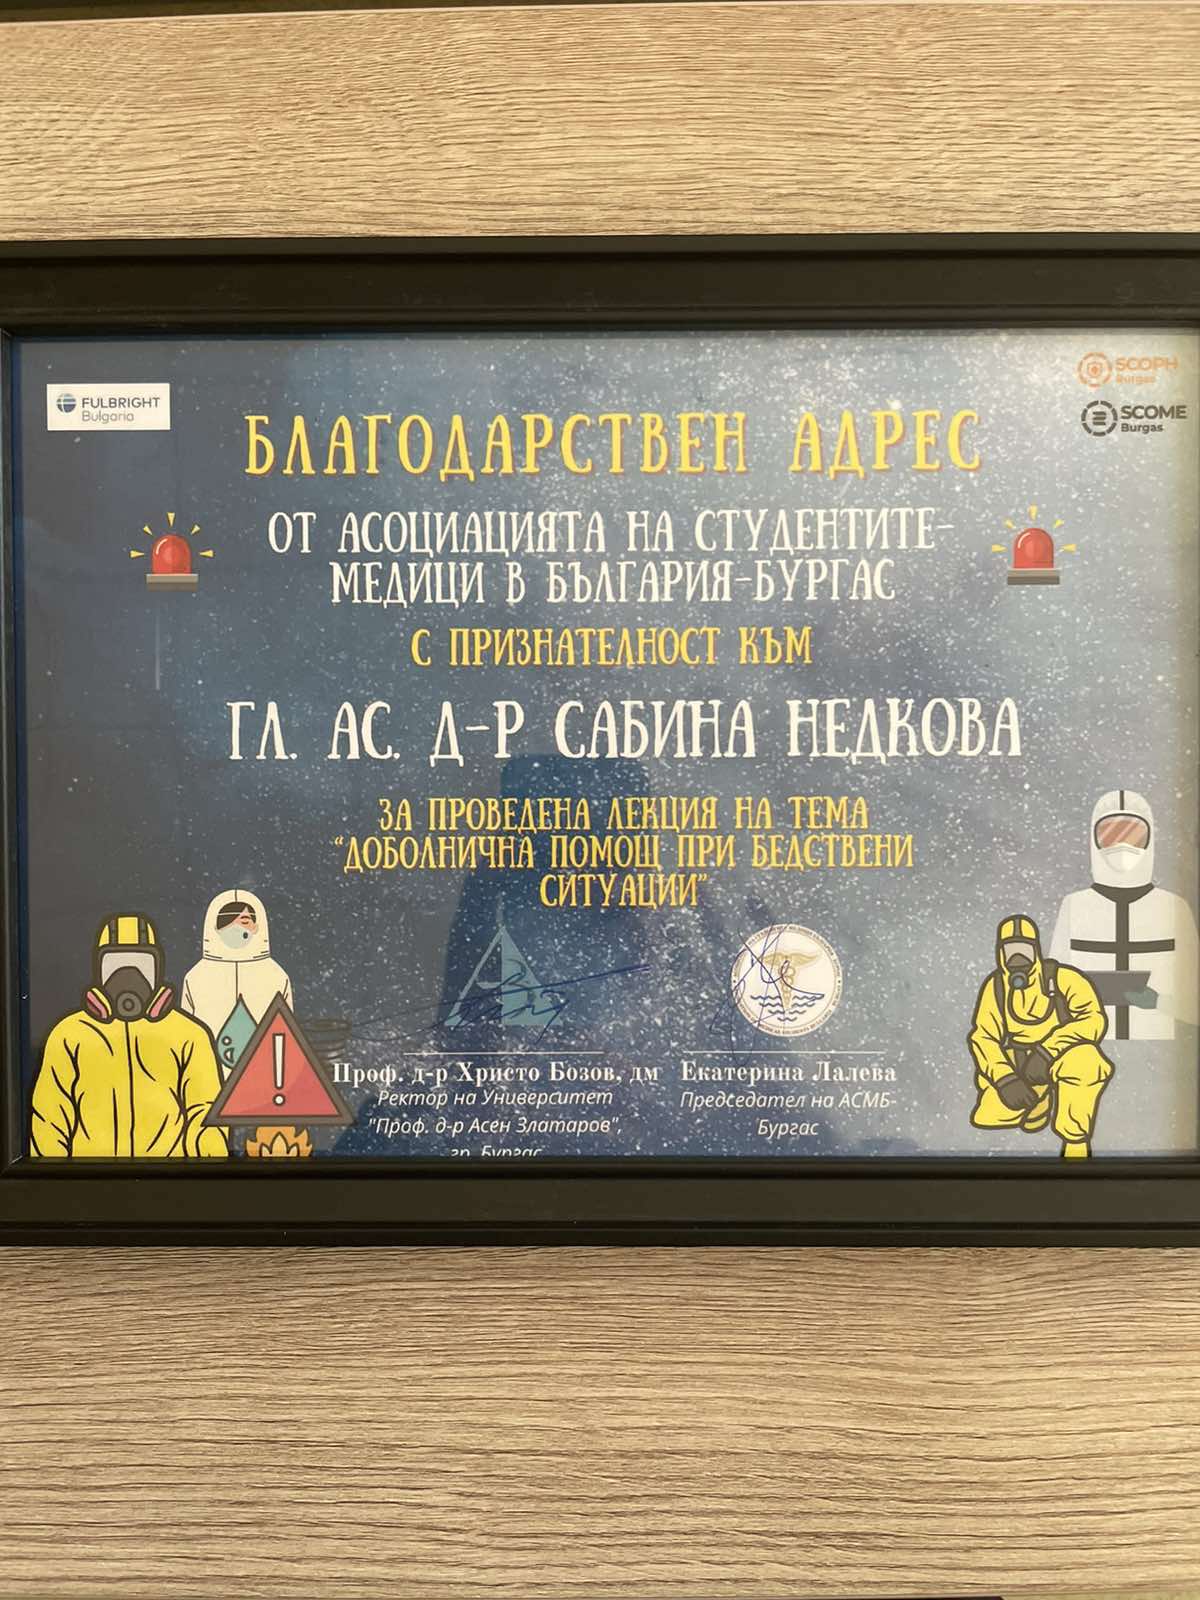 FULBRIGHT
Bulgaria
SCOPH
Burgas
SCOME
Burgas
БЛАГОДАРСТВЕН АДРЕС
ОТ АСОЦИАЦИЯТА НА СТУДЕНТИТЕ-
МЕДИЦИ В БЪЛГАРИЯ-БУРГАС
С ПРИЗНАТЕЛНОСТ КЪМ
ГЛ. АС. Д-Р САБИНА НЕДКОВА
ЗА ПРОВЕДЕНА ЛЕКЦИЯ НА ТЕМА
“ДОБОЛНИЧНА ПОМОЩ ПРИ БЕДСТВЕНИ
СИТУАЦИИ”
Проф. д-р Христо Бозов, дм
Ректор на Университет
"Проф. д-р Асен Златаров",
гр. Бургас
Екатерина Лалева
Председател на АСМБ-
Бургас